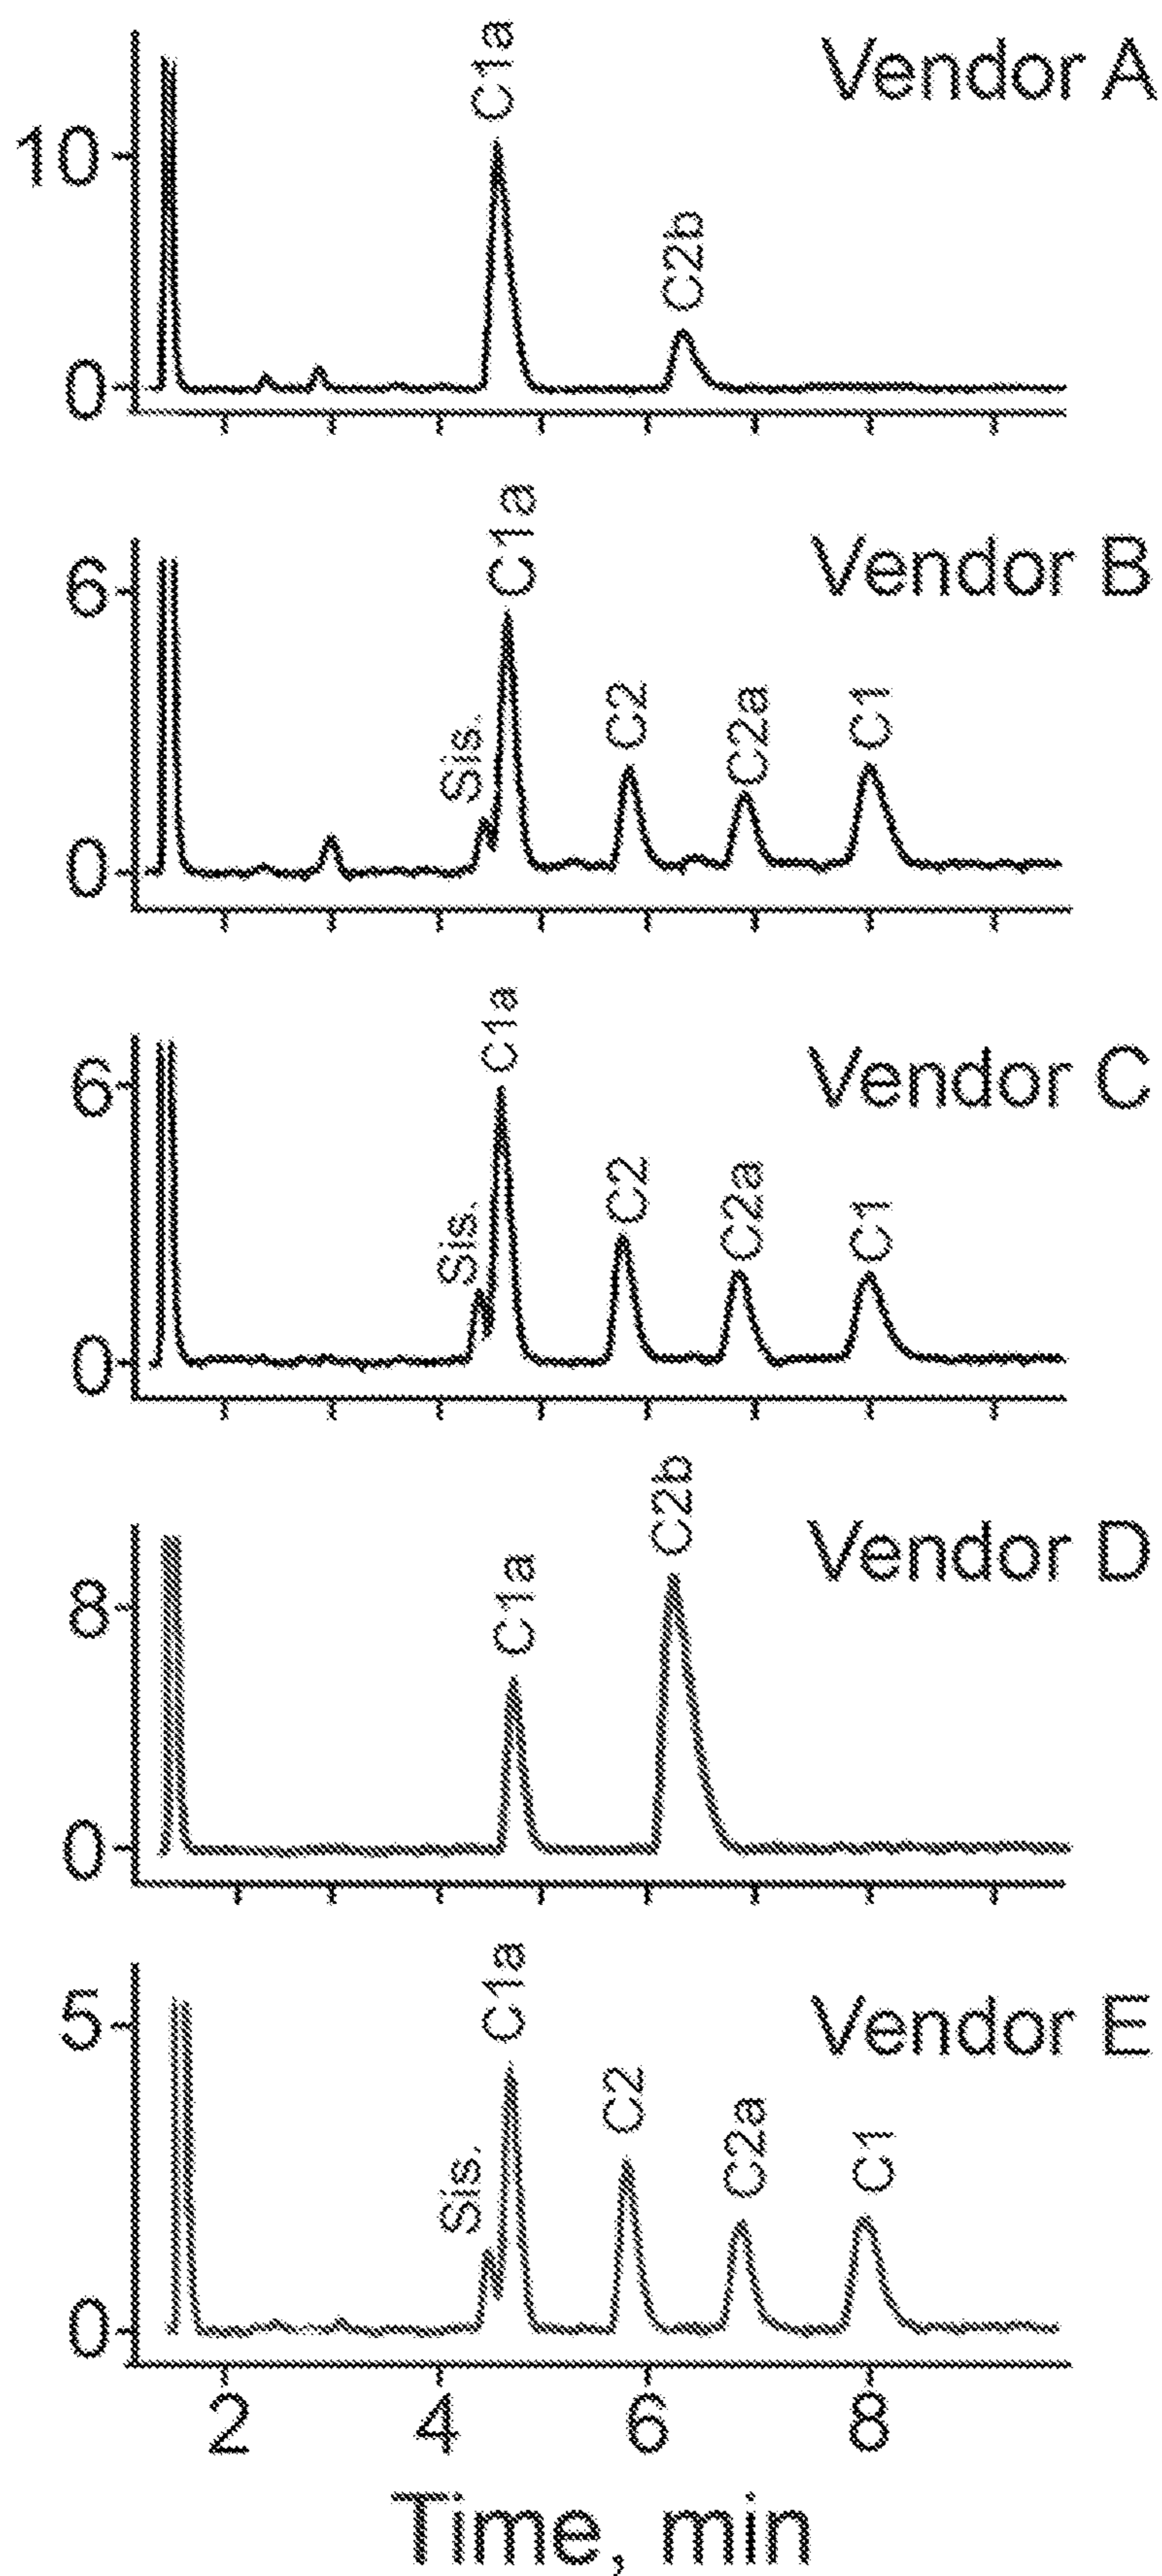 Vendor A
C1a
10
C2b
0
Vendor B
C1a
6
C2
C2a
C1
Sis.
0
Vendor C
C1a
6
C2
C2a
Sis.
C1
0
Vendor D
C2b
C1a
8
0
Vendor E
C1a
5
C2
C2a
C1
Sis.
0
2 4 6 8
Time, min